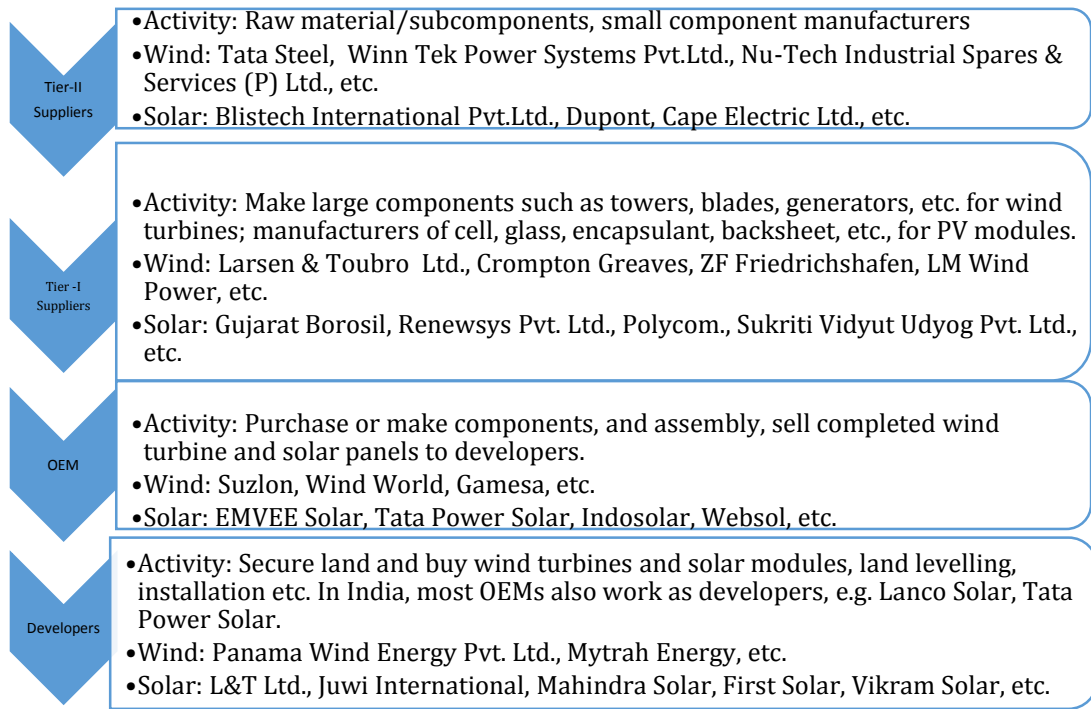 Tier-II
Suppliers
•Activity: Raw material/subcomponents, small component manufacturers
•Wind: Tata Steel, Winn Tek Power Systems Pvt.Ltd., Nu-Tech Industrial Spares &
Services (P) Ltd., etc.
•Solar: Blistech International Pvt.Ltd., Dupont, Cape Electric Ltd., etc.
Tier -I
Suppliers
•Activity: Make large components such as towers, blades, generators, etc. for wind
turbines; manufacturers of cell, glass, encapsulant, backsheet, etc., for PV modules.
•Wind: Larsen & Toubro Ltd., Crompton Greaves, ZF Friedrichshafen, LM Wind
Power, etc.
•Solar: Gujarat Borosil, Renewsys Pvt. Ltd., Polycom., Sukriti Vidyut Udyog Pvt. Ltd.,
etc.
OEM
•Activity: Purchase or make components, and assembly, sell completed wind
turbine and solar panels to developers.
•Wind: Suzlon, Wind World, Gamesa, etc.
•Solar: EMVEE Solar, Tata Power Solar, Indosolar, Websol, etc.
Developers
•Activity: Secure land and buy wind turbines and solar modules, land levelling,
installation etc. In India, most OEMs also work as developers, e.g. Lanco Solar, Tata
Power Solar.
•Wind: Panama Wind Energy Pvt. Ltd., Mytrah Energy, etc.
•Solar: L&T Ltd., Juwi International, Mahindra Solar, First Solar, Vikram Solar, etc.